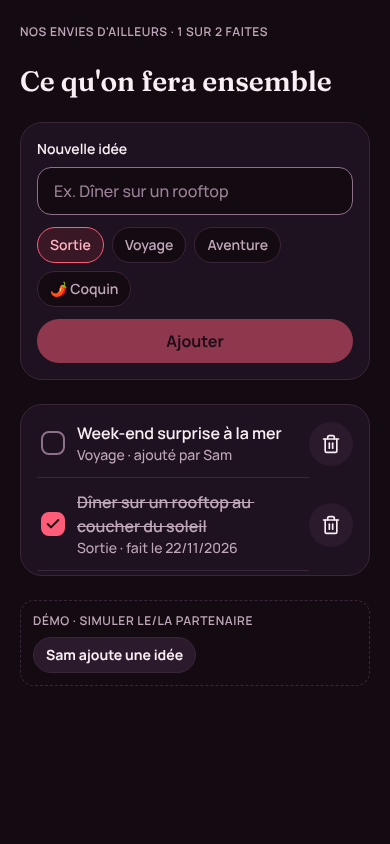 NOS ENVIES D'AILLEURS · 1 SUR 2 FAITES
Ce qu'on fera ensemble
Nouvelle idée
Ex. Dîner sur un rooftop
Sortie
Voyage
Aventure
🌶️ Coquin
Ajouter
Week-end surprise à la mer
Voyage · ajouté par Sam
Dîner sur un rooftop au
coucher du soleil
Sortie · fait le 22/11/2026
DÉMO · SIMULER LE/LA PARTENAIRE
Sam ajoute une idée